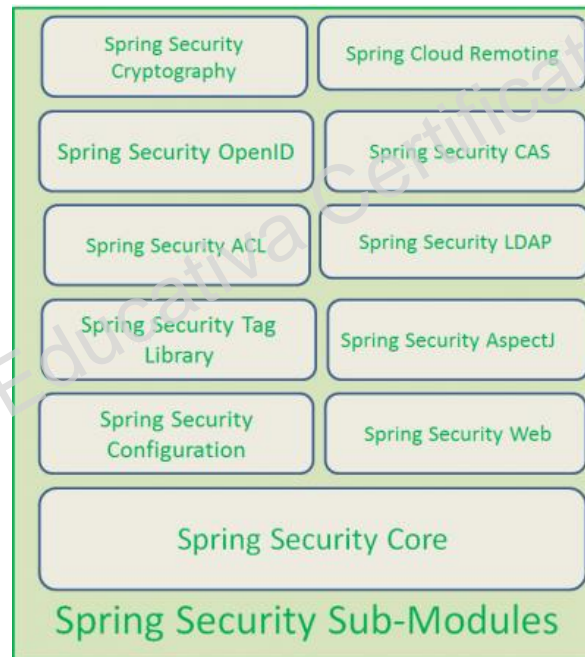 Spring Security
Cryptography
Spring Cloud Remoting
Spring Security OpenID
Spring Security CAS
Spring Security ACL
Spring Security LDAP
Spring Security Tag
Library
Spring Security AspectJ
Spring Security
Configuration
Spring Security Web
Spring Security Core
Spring Security Sub-Modules
Educativa Certificat